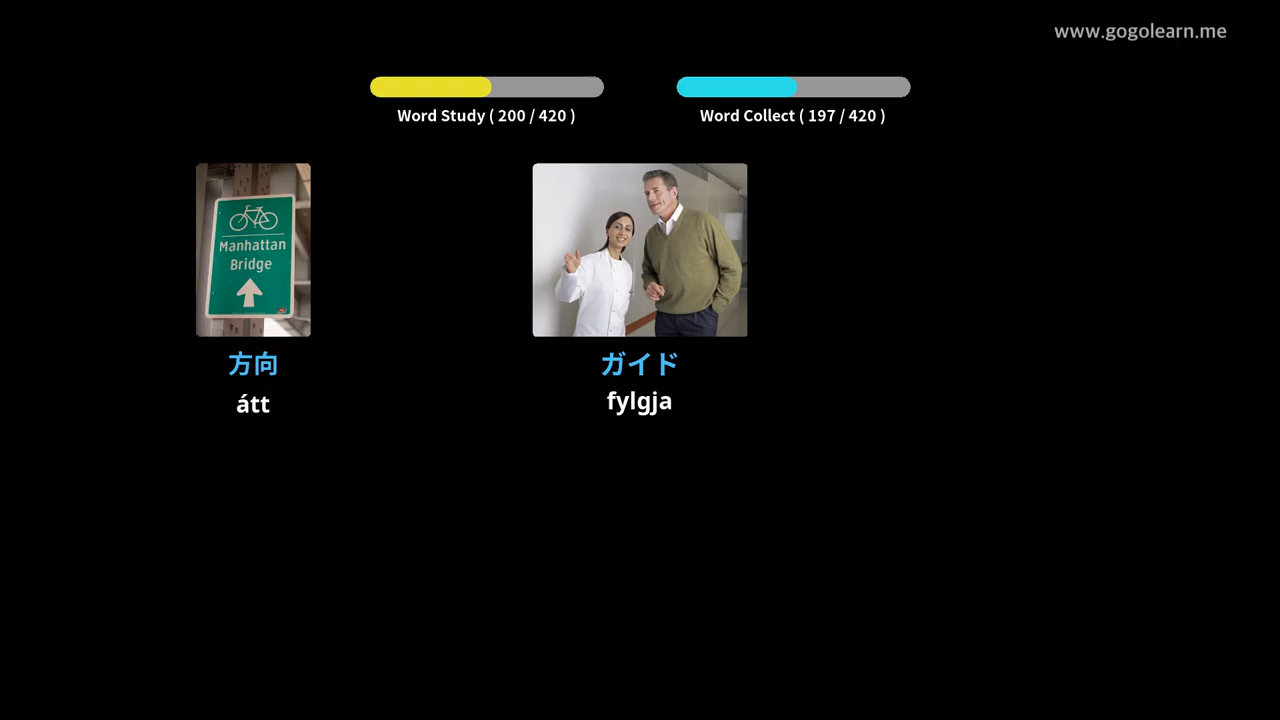 www.gogolearn.me
Word Study ( 200 / 420 )
Word Collect ( 197 / 420 )
Manhattan
Bridge
方向
átt
ガイド
fylgja